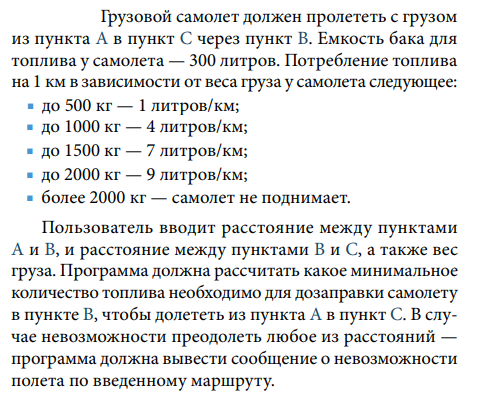 Грузовой самолет должен пролететь с грузом
из пункта A в пункт C через пункт B. Емкость бака для
топлива у самолета — 300 литров. Потребление топлива
на 1 км в зависимости от веса груза у самолета следующее:
▪ до 500 кг — 1 литров/км;
▪ до 1000 кг — 4 литров/км;
▪ до 1500 кг — 7 литров/км;
▪ до 2000 кг — 9 литров/км;
▪ более 2000 кг — самолет не поднимает.
Пользователь вводит расстояние между пунктами
A и B, и расстояние между пунктами B и C, а также вес
груза. Программа должна рассчитать какое минимальное
количество топлива необходимо для дозаправки самолету
в пункте B, чтобы долететь из пункта A в пункт C. В слу-
чае невозможности преодолеть любое из расстояний —
программа должна вывести сообщение о невозможности
полета по введенному маршруту.